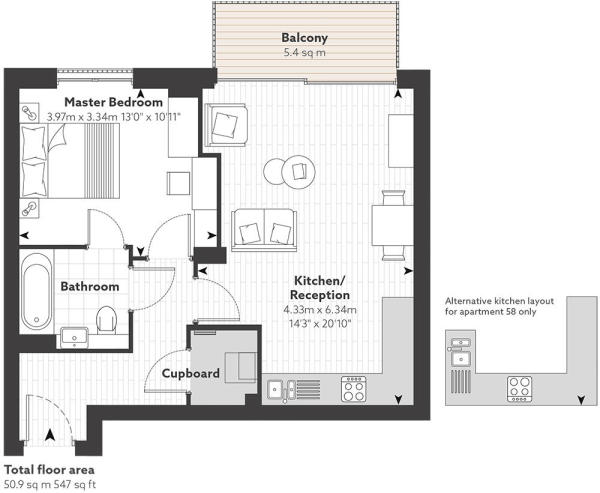 Balcony
5.4 sq m
Master Bedroom
3.97m x 3.34m 13'0" x 10'11"
Bathroom
Kitchen/
Reception
4.33m x 6.34m
14'3" x 20'10"
Cupboard
Alternative kitchen layout
for apartment 58 only
Total floor area
50.9 sq m 547 sq ft